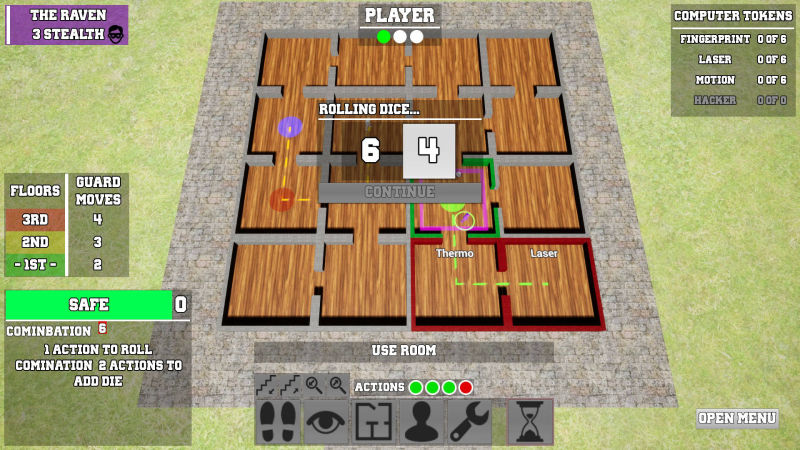 THE RAVEN
3 STEALTH
PLAYER
COMPUTER TOKENS
FINGERPRINT 0 OF 6
LASER 0 OF 6
MOTION 0 OF 6
HACKER 0 OF 0
ROLLING DICE...
6 4
CONTINUE
FLOORS GUARD MOVES
3RD 4
2ND 3
- 1ST - 2
Thermo Laser
SAFE 0
COMINBATION 6
1 ACTION TO ROLL
COMINATION 2 ACTIONS TO
ADD DIE
USE ROOM
ACTIONS
OPEN MENU